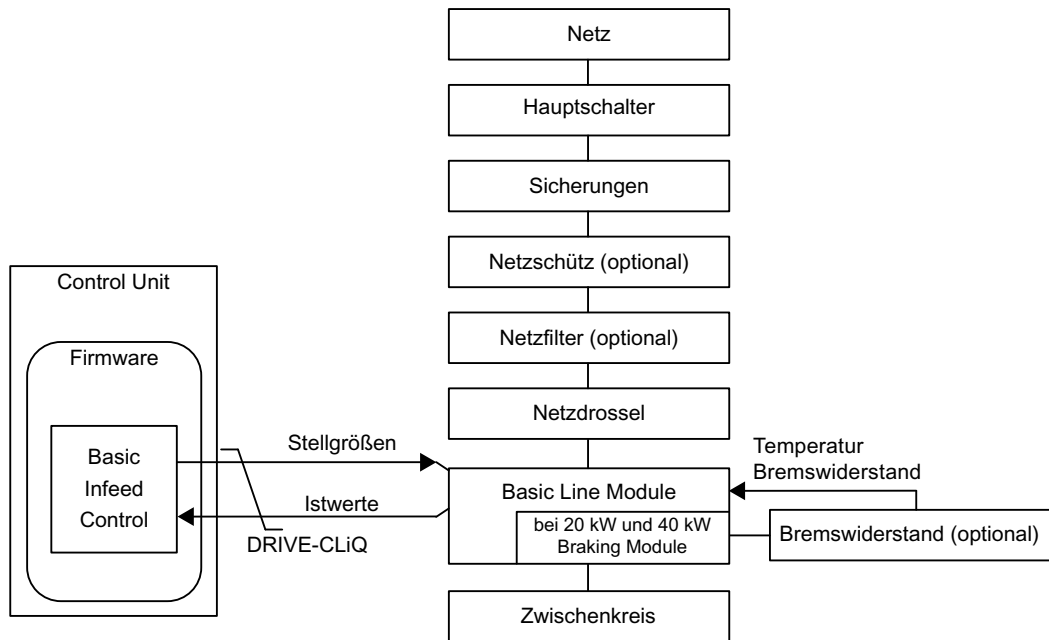 Netz
Hauptschalter
Sicherungen
Netzschütz (optional)
Control Unit
Netzfilter (optional)
Firmware
Netzdrossel
Stellgrößen
Temperatur
Bremswiderstand
Basic
Infeed
Control
Basic Line Module
Istwerte
bei 20 kW und 40 kW
Braking Module
Bremswiderstand (optional)
DRIVE-CLiQ
Zwischenkreis